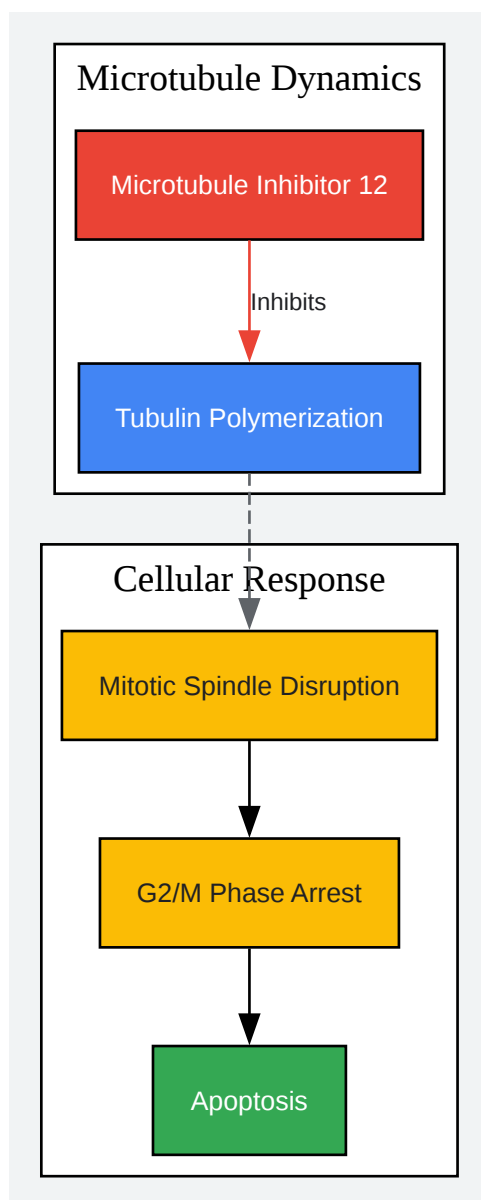 Microtubule Dynamics
Microtubule Inhibitor 12
Inhibits
Tubulin Polymerization
Cellular Response
Mitotic Spindle Disruption
G2/M Phase Arrest
Apoptosis